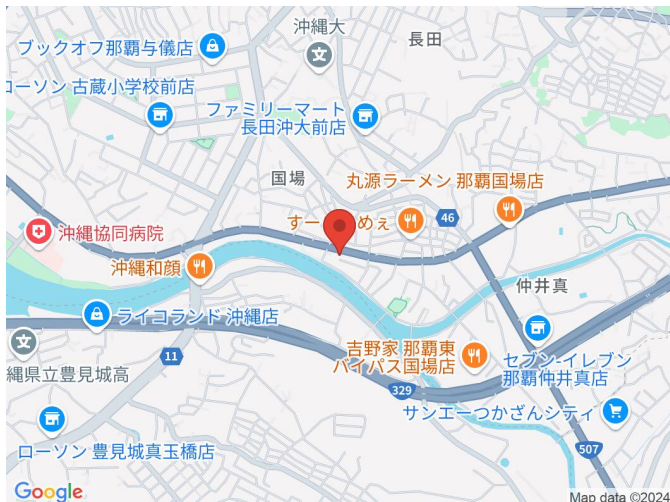 沖縄大
長田
ブックオフ那覇与儀店
ローソン 古蔵小学校前店
ファミリーマート
長田沖大前店
国場
丸源ラーメン 那覇国場店
46
沖縄協同病院
沖縄和顔
仲井真
ライコランド 沖縄店
縄県立豊見城高
11
吉野家 那覇東
バイパス国場店
セブン-イレブン
那覇仲井真店
329
サンエーつかざんシティ
ローソン 豊見城真玉橋店
507
Google
Map data ©2024